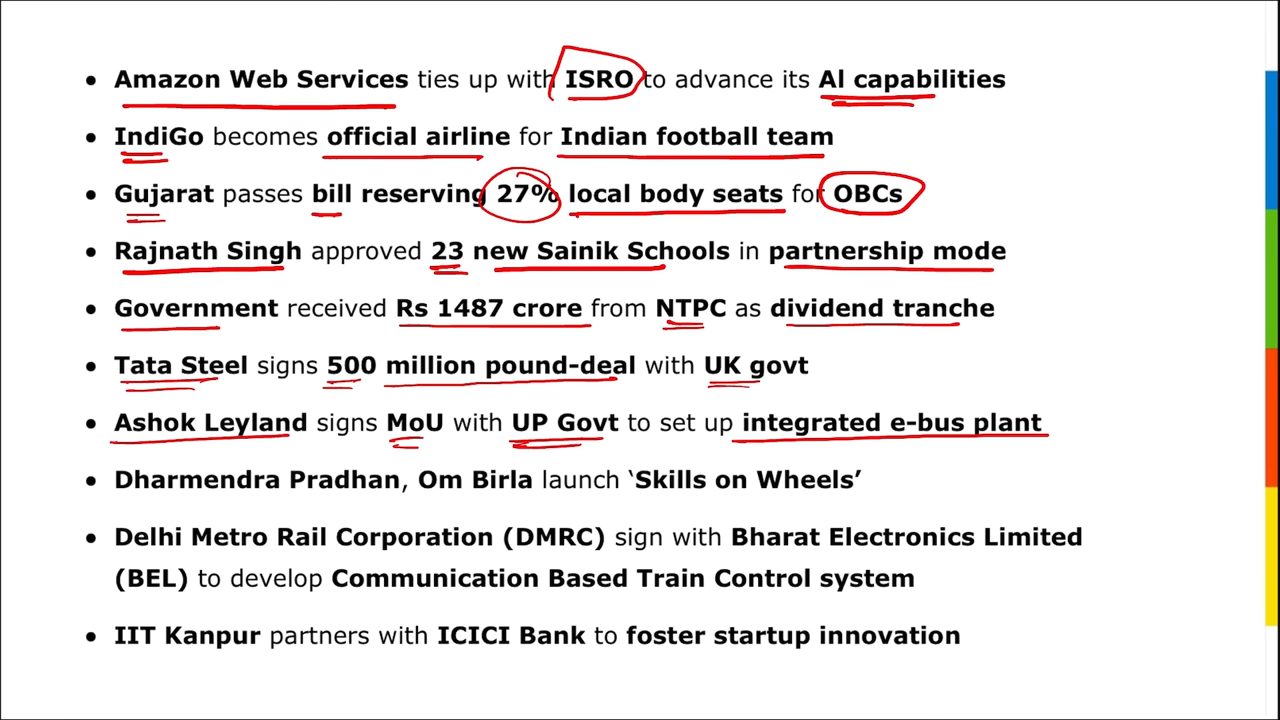 • Amazon Web Services ties up with ISRO to advance its Al capabilities
• IndiGo becomes official airline for Indian football team
• Gujarat passes bill reserving 27% local body seats for OBCs
• Rajnath Singh approved 23 new Sainik Schools in partnership mode
• Government received Rs 1487 crore from NTPC as dividend tranche
• Tata Steel signs 500 million pound-deal with UK govt
• Ashok Leyland signs MoU with UP Govt to set up integrated e-bus plant
• Dharmendra Pradhan, Om Birla launch ‘Skills on Wheels’
• Delhi Metro Rail Corporation (DMRC) sign with Bharat Electronics Limited
(BEL) to develop Communication Based Train Control system
• IIT Kanpur partners with ICICI Bank to foster startup innovation